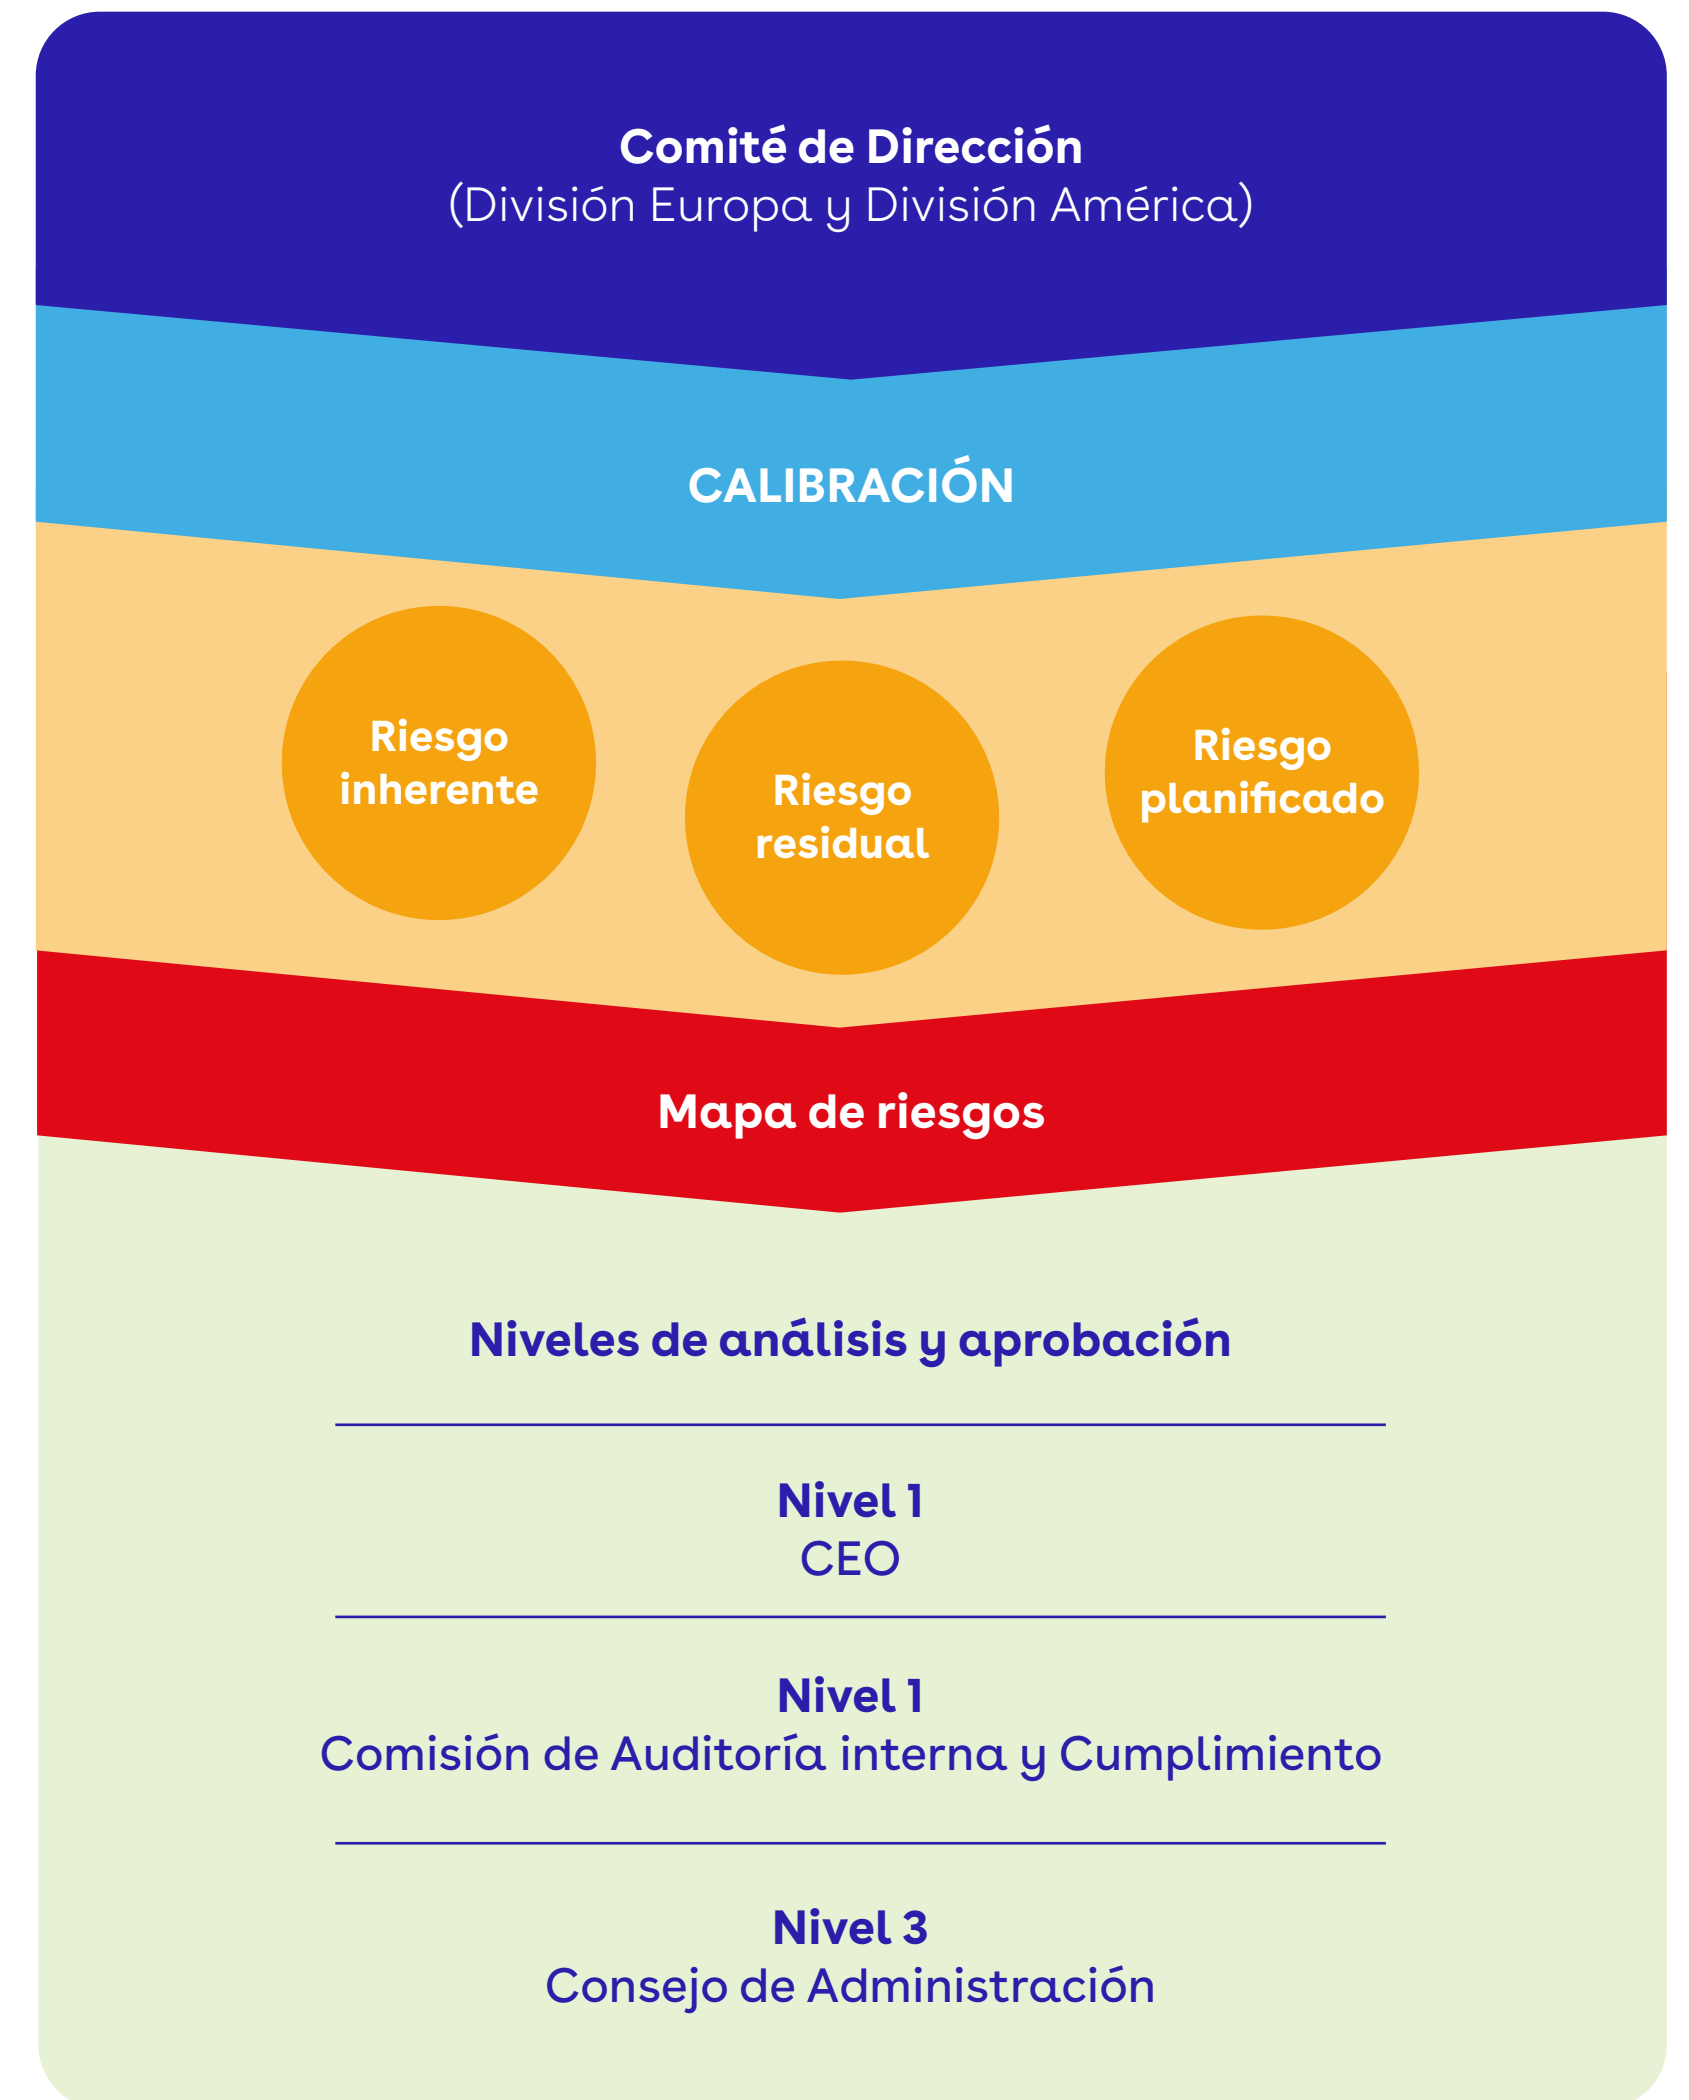 Comité de Dirección
(División Europa y División América)
CALIBRACIÓN
Riesgo
inherente
Riesgo
residual
Riesgo
planificado
Mapa de riesgos
Niveles de análisis y aprobación
Nivel 1
CEO
Nivel 1
Comisión de Auditoría interna y Cumplimiento
Nivel 3
Consejo de Administración